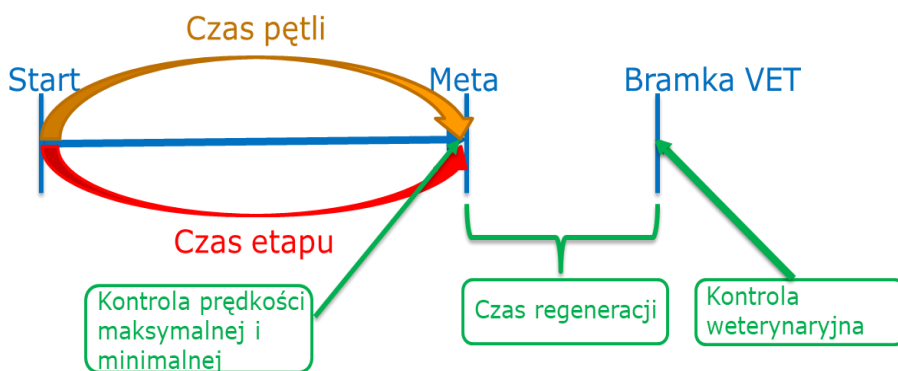 Czas pętli
Start
Meta
Bramka VET
Czas etapu
Kontrola prędkości
maksymalnej i
minimalnej
Czas regeneracji
Kontrola
weterynaryjna